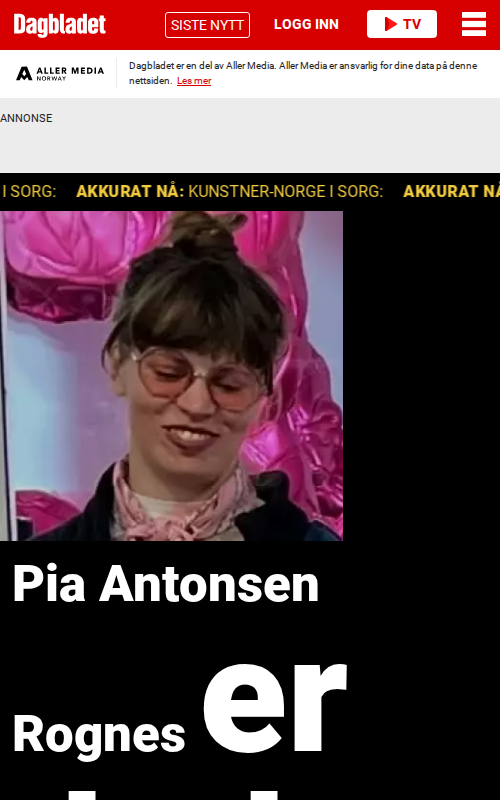 Dagbladet
SISTE NYTT
LOGG INN
TV
ALLER MEDIA
NORWAY
Dagbladet er en del av Aller Media. Aller Media er ansvarlig for dine data på denne
nettsiden. Les mer
ANNONSE
I SORG: AKKURAT NÅ: KUNSTNER-NORGE I SORG: AKKURAT NÅ
Pia Antonsen
Rognes er